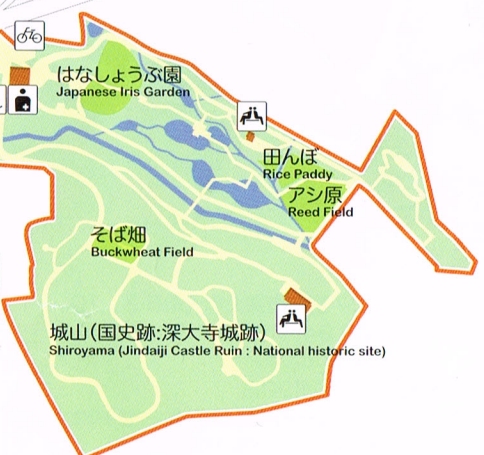 はなしょうぶ園
Japanese Iris Garden
田んぼ
Rice Paddy
アシ原
Reed Field
そば畑
Buckwheat Field
城山(国史跡:深大寺城跡)
Shiroyama (Jindaiji Castle Ruin : National historic site)